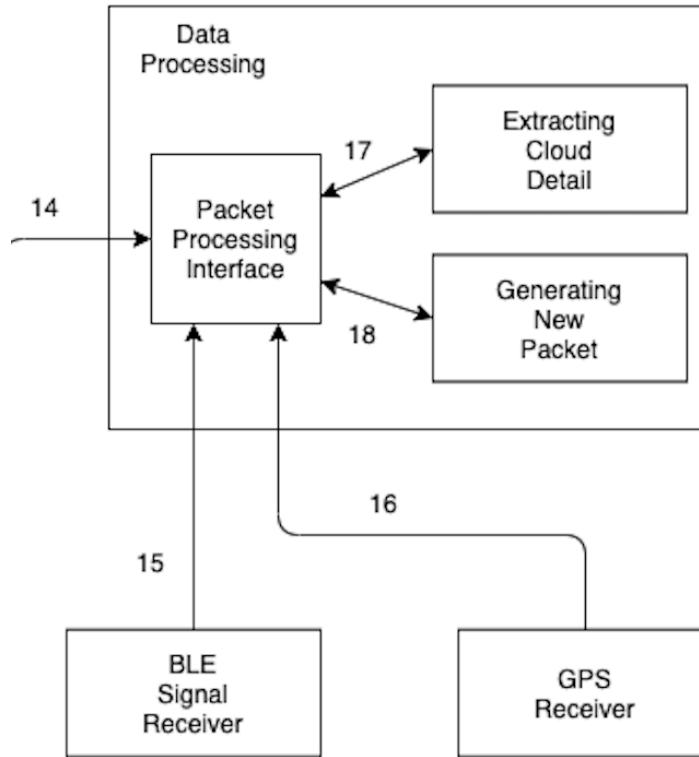 Data
Processing
Extracting
Cloud
Detail
17
14
Packet
Processing
Interface
Generating
New
Packet
18
16
15
BLE
Signal
Receiver
GPS
Receiver